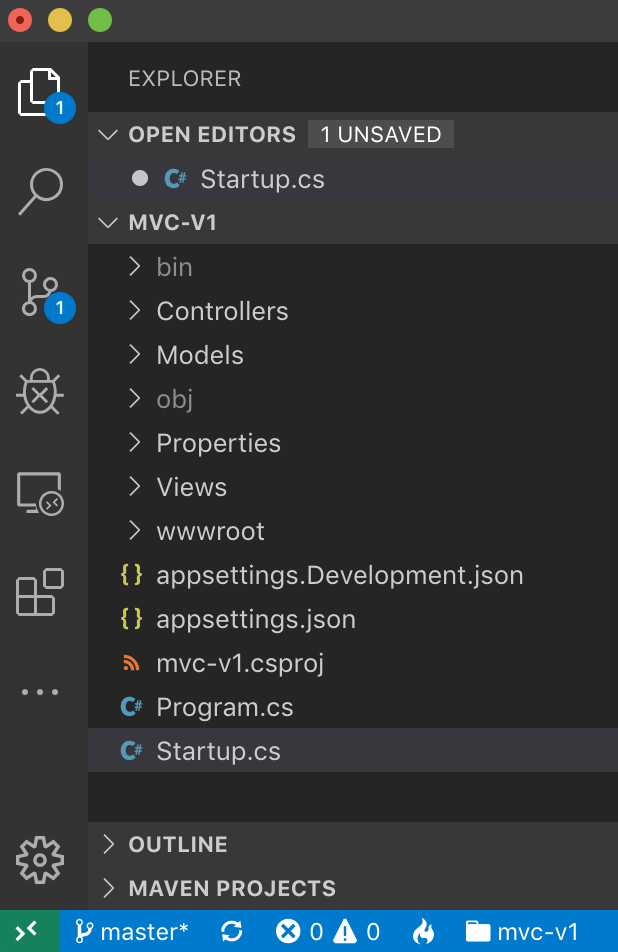 EXPLORER
OPEN EDITORS 1 UNSAVED
1
C# Startup.cs
MVC-V1
bin
1
Controllers
Models
obj
Properties
Views
wwwroot
{ } appsettings.Development.json
{ } appsettings.json
mvc-v1.csproj
C# Program.cs
C# Startup.cs
OUTLINE
MAVEN PROJECTS
master* 0 0 mvc-v1